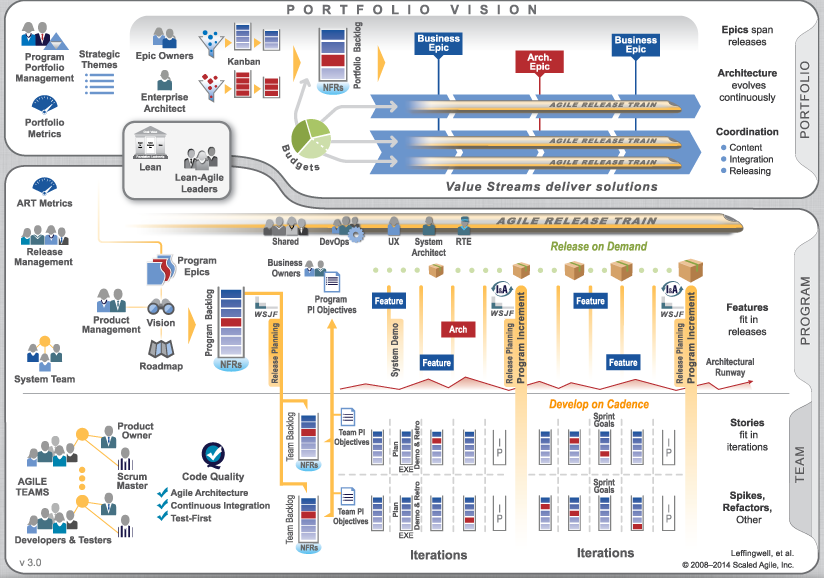 PORTFOLIO VISION
Program
Portfolio
Management
Strategic
Themes
Portfolio
Metrics
Epic Owners
Enterprise
Architect
Kanban
Portfolio Backlog
NFRs
Budgets
Business
Epic
Arch.
Epic
Business
Epic
AGILE RELEASE TRAIN
AGILE RELEASE TRAIN
AGILE RELEASE TRAIN
Value Streams deliver solutions
Epics span
releases
Architecture
evolves
continuously
Coordination
Content
Integration
Releasing
PORTFOLIO
Lean
Lean-Agile
Leaders
ART Metrics
Release
Management
System Team
AGILE RELEASE TRAIN
Shared
DevOps
UX
System
Architect
RTE
Release on Demand
Program
Epics
Product
Management
Vision
Roadmap
Program Backlog
NFRs
WSJF
Release Planning
Business
Owners
Program
PI Objectives
Feature
System Demo
Feature
Arch
I&A
WSJF
Release Planning
Program Increment
Feature
Feature
I&A
WSJF
Release Planning
Program Increment
Architectural
Runway
Features
fit in
releases
PROGRAM
Develop on Cadence
Product
Owner
Scrum
Master
AGILE
TEAMS
Developers & Testers
Code Quality
Agile Architecture
Continuous Integration
Test-First
Team Backlog
NFRs
Team PI
Objectives
Plan
EXE
Demo & Retro
I
P
Sprint
Goals
I
P
Team Backlog
NFRs
Team PI
Objectives
Plan
EXE
Demo & Retro
I
P
Sprint
Goals
I
P
Iterations
Iterations
Stories
fit in
iterations
Spikes,
Refactors,
Other
TEAM
v 3.0
Leffingwell, et al.
© 2008–2014 Scaled Agile, Inc.